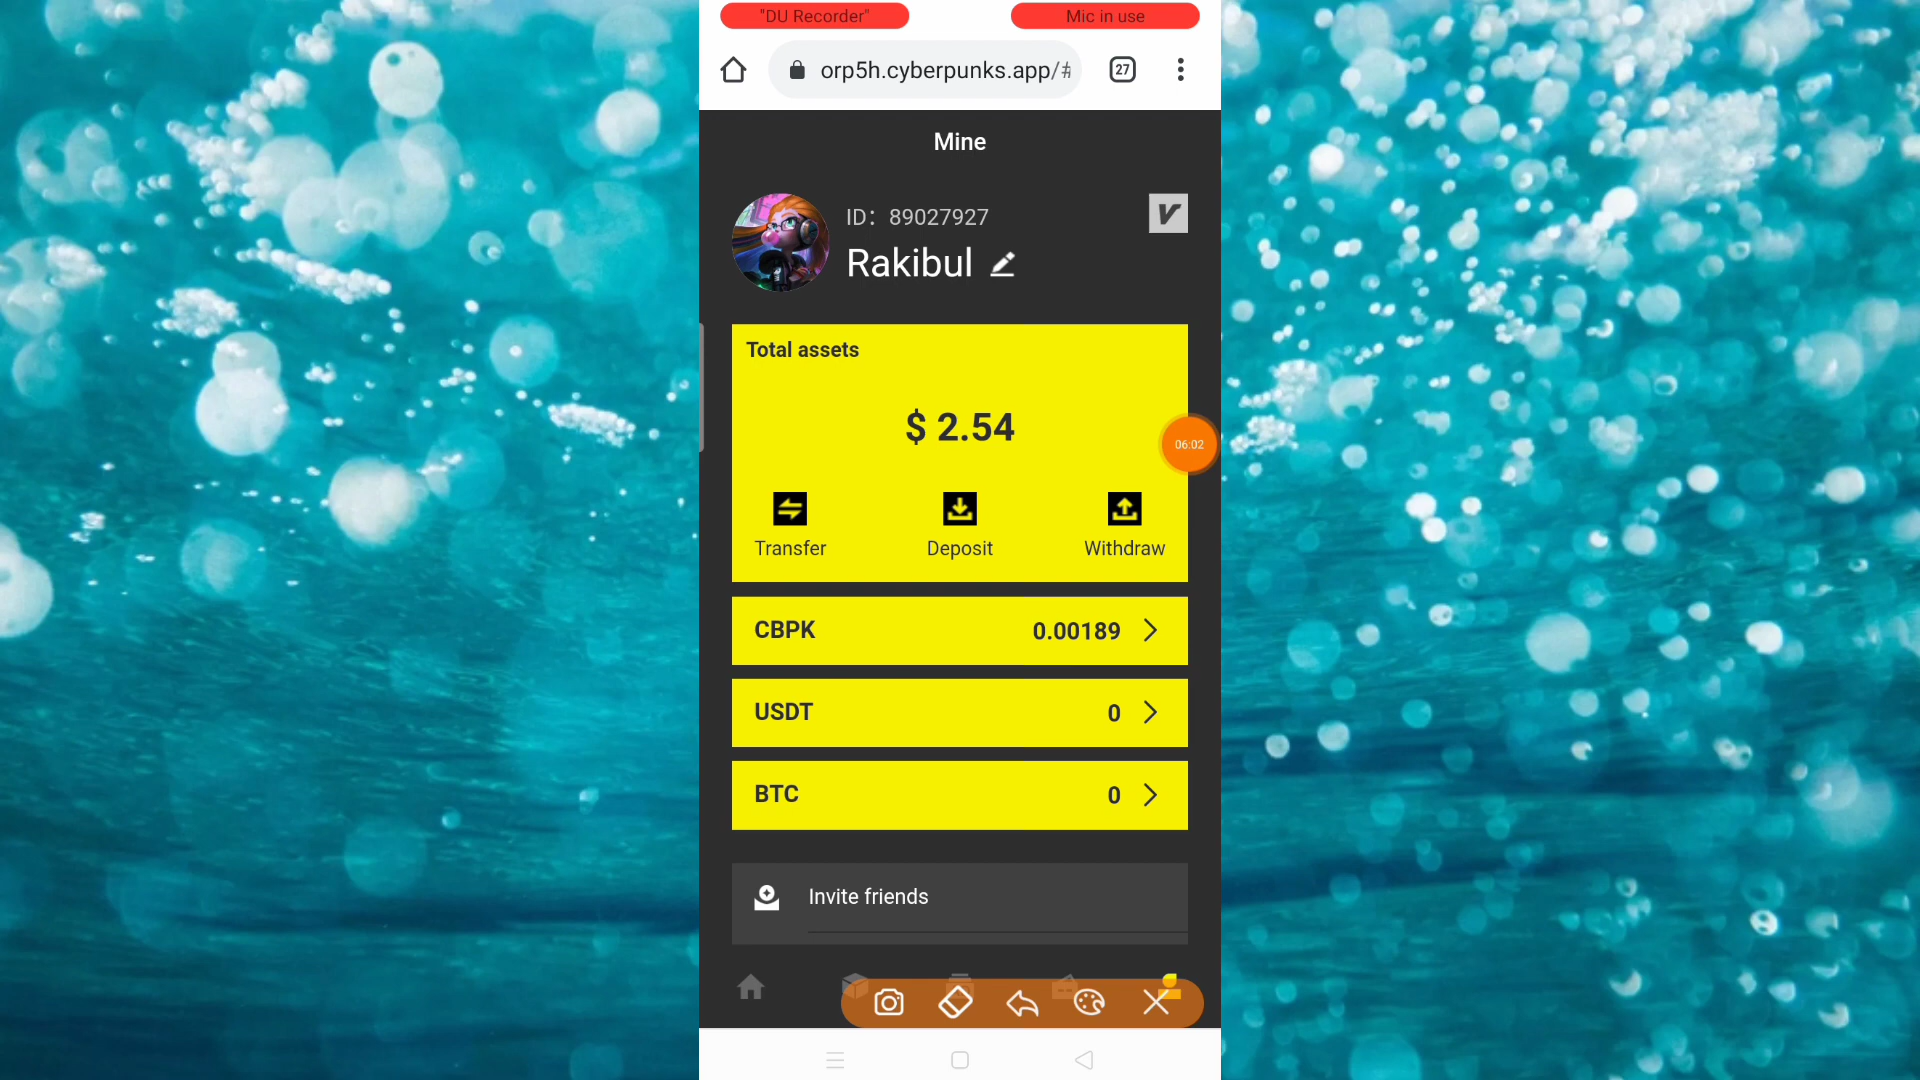 "DU Recorder" Mic in use
orp5h.cyberpunks.app/# 27
Mine
ID: 89027927
Rakibul
Total assets
$ 2.54
06:02
Transfer Deposit Withdraw
CBPK 0.00189
USDT 0
BTC 0
Invite friends